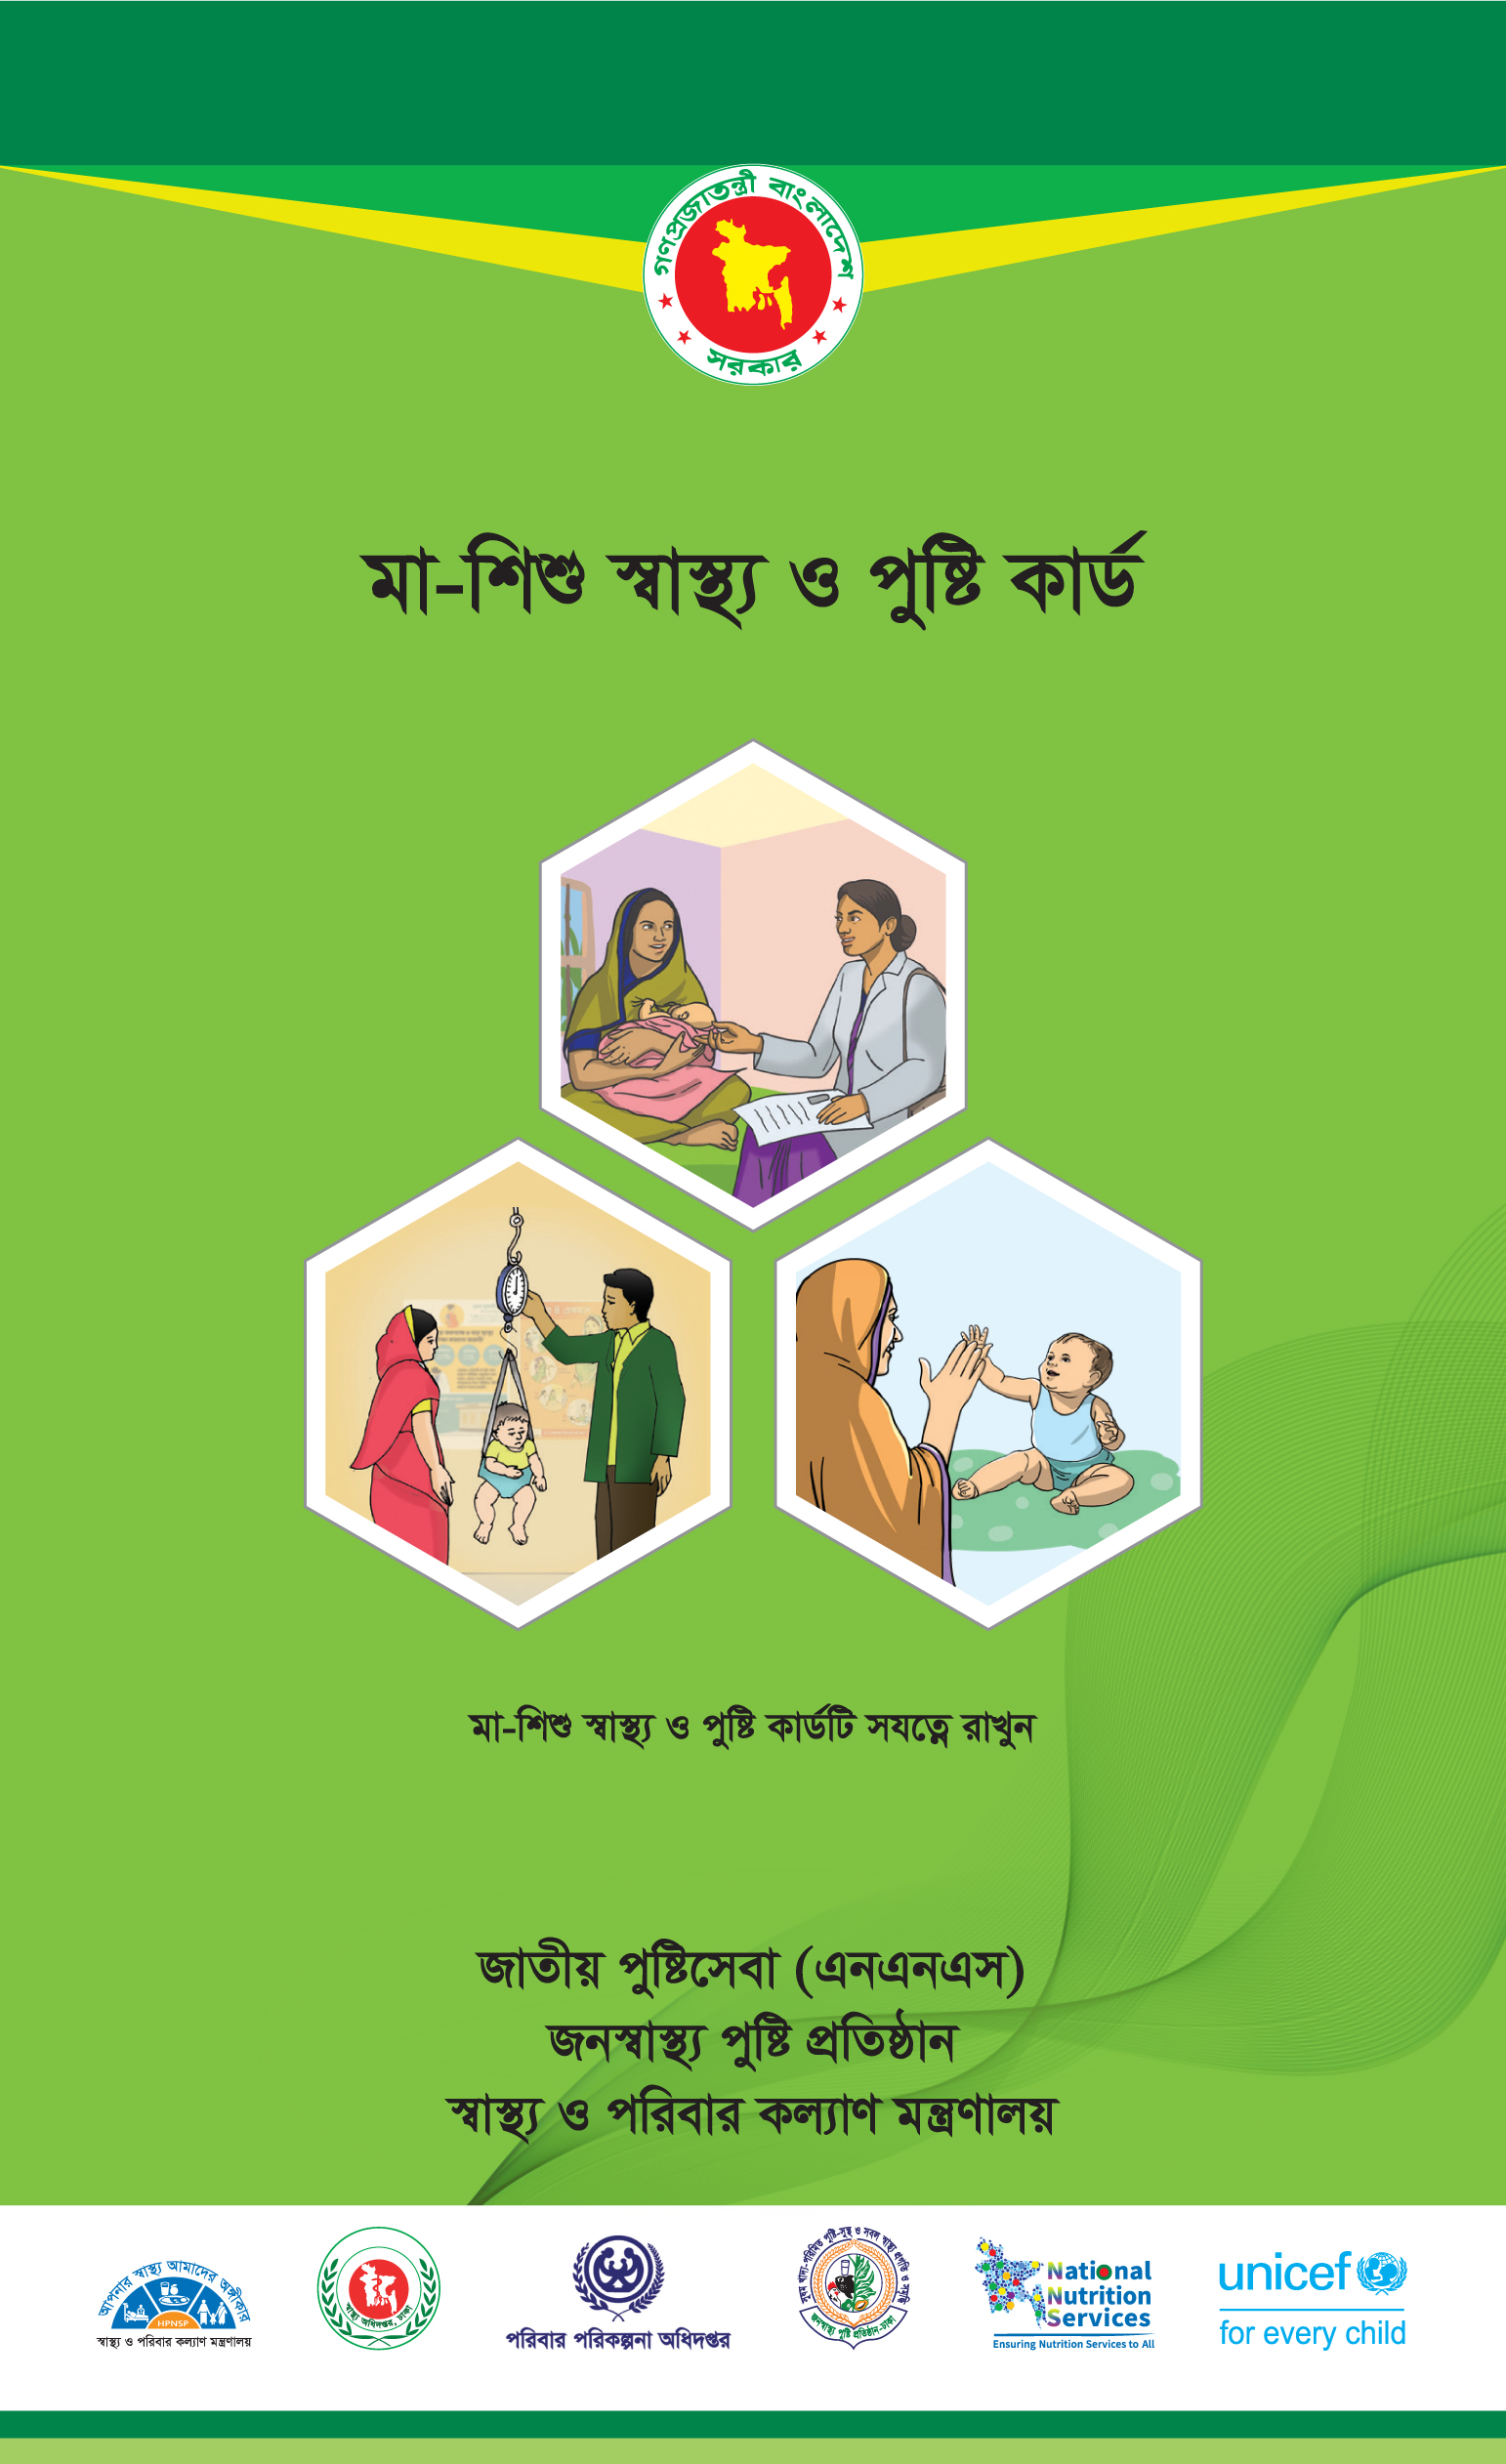 গণপ্রজাতন্ত্রী বাংলাদেশ
সরকার
মা-শিশু স্বাস্থ্য ও পুষ্টি কার্ড
মা-শিশু স্বাস্থ্য ও পুষ্টি কার্ডটি সযত্নে রাখুন
জাতীয় পুষ্টিসেবা (এনএনএস)
জনস্বাস্থ্য পুষ্টি প্রতিষ্ঠান
স্বাস্থ্য ও পরিবার কল্যাণ মন্ত্রণালয়
আপনার স্বাস্থ্য আমাদের অঙ্গীকার
HPNSP
স্বাস্থ্য ও পরিবার কল্যাণ মন্ত্রণালয়
স্বাস্থ্য অধিদপ্তর, ঢাকা
পরিবার পরিকল্পনা অধিদপ্তর
জনস্বাস্থ্য পুষ্টি প্রতিষ্ঠান-ঢাকা
National
Nutrition
Services
Ensuring Nutrition Services to All
unicef
for every child